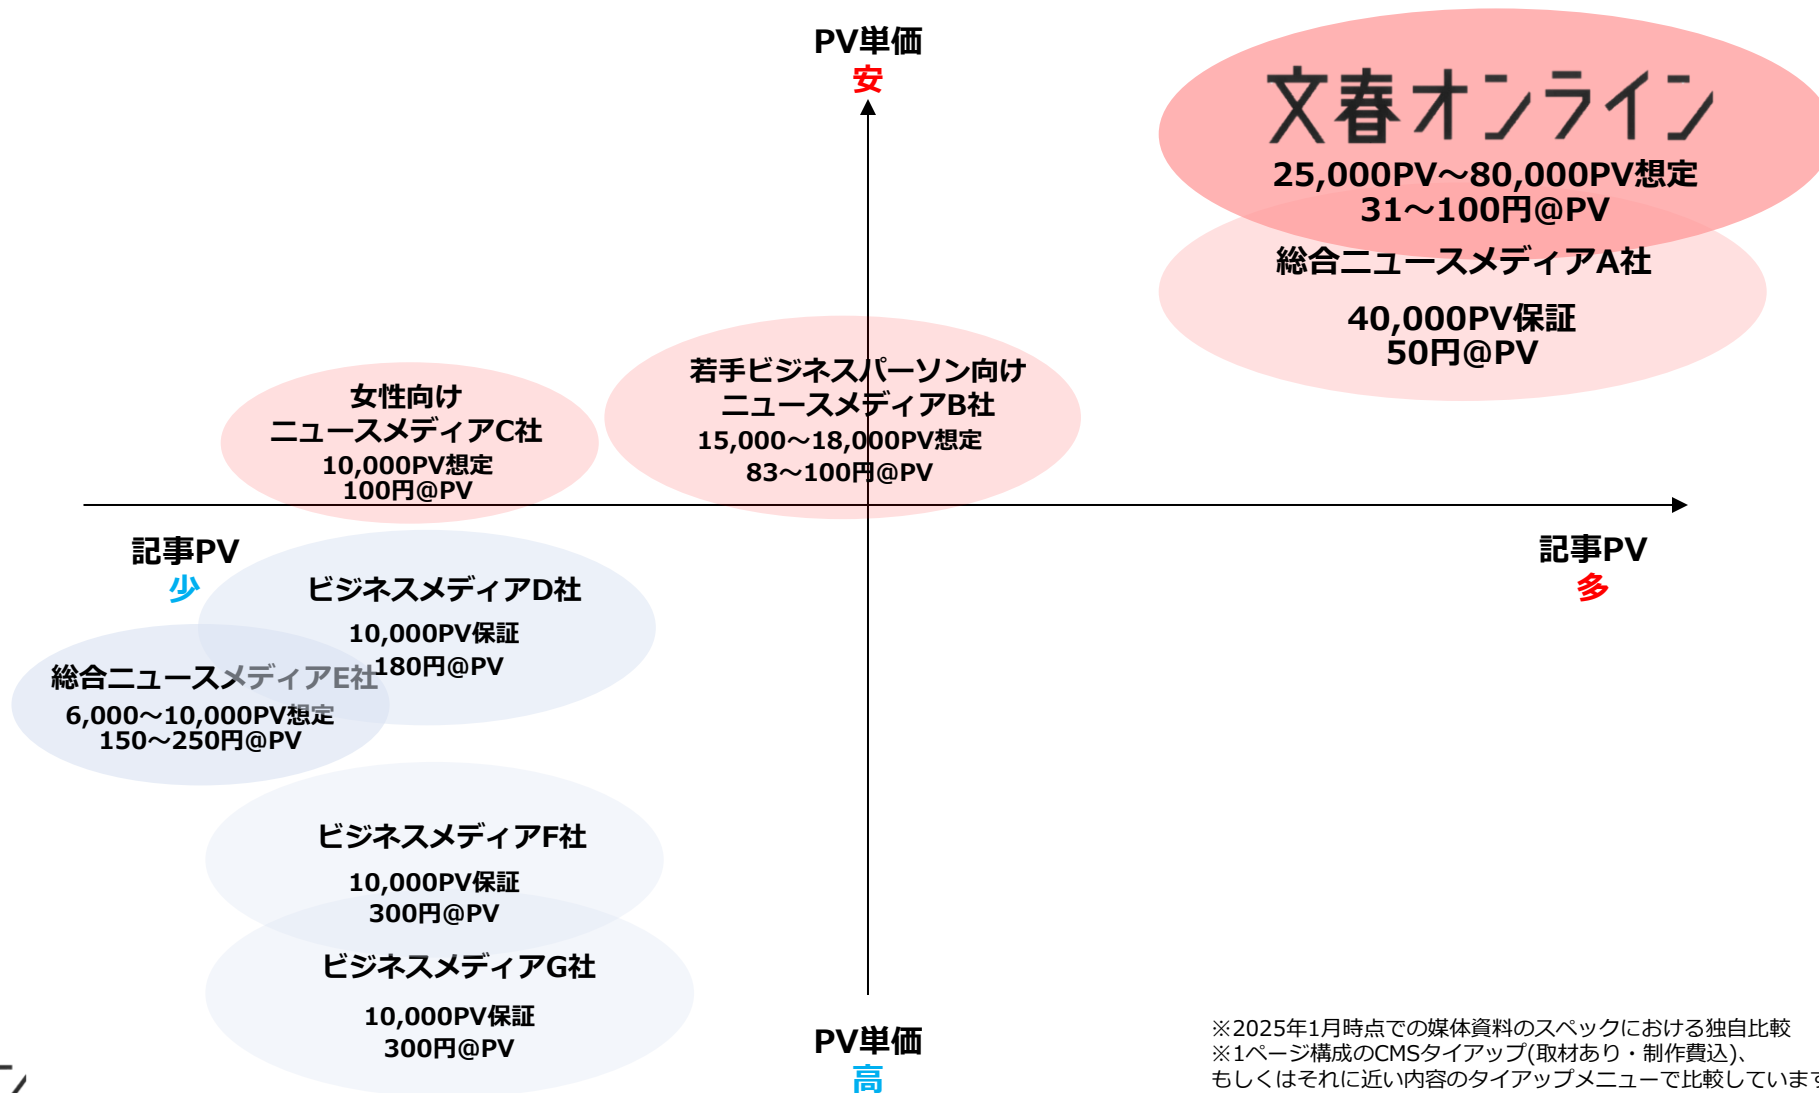 PV単価
安
文春オンライン
25,000PV～80,000PV想定
31～100円@PV
総合ニュースメディアA社
40,000PV保証
50円@PV
若手ビジネスパーソン向け
ニュースメディアB社
15,000～18,000PV想定
83～100円@PV
女性向け
ニュースメディアC社
10,000PV想定
100円@PV
記事PV
少
記事PV
多
ビジネスメディアD社
10,000PV保証
180円@PV
総合ニュースメディアE社
6,000～10,000PV想定
150～250円@PV
ビジネスメディアF社
10,000PV保証
300円@PV
ビジネスメディアG社
10,000PV保証
300円@PV
PV単価
高
※2025年1月時点での媒体資料のスペックにおける独自比較
※1ページ構成のCMSタイアップ(取材あり・制作費込)、
もしくはそれに近い内容のタイアップメニューで比較しています